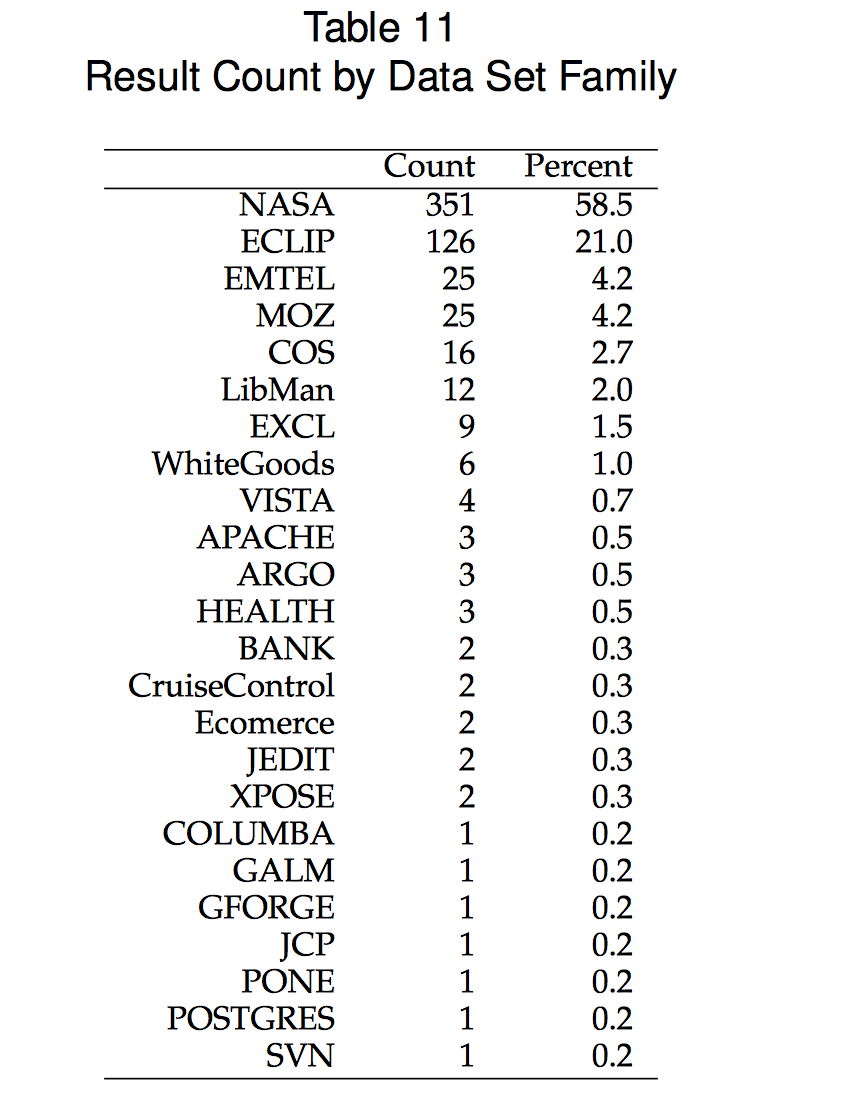 Table 11
Result Count by Data Set Family
Count Percent
NASA 351 58.5
ECLIP 126 21.0
EMTEL 25 4.2
MOZ 25 4.2
COS 16 2.7
LibMan 12 2.0
EXCL 9 1.5
WhiteGoods 6 1.0
VISTA 4 0.7
APACHE 3 0.5
ARGO 3 0.5
HEALTH 3 0.5
BANK 2 0.3
CruiseControl 2 0.3
Ecomerce 2 0.3
JEDIT 2 0.3
XPOSE 2 0.3
COLUMBA 1 0.2
GALM 1 0.2
GFORGE 1 0.2
JCP 1 0.2
PONE 1 0.2
POSTGRES 1 0.2
SVN 1 0.2